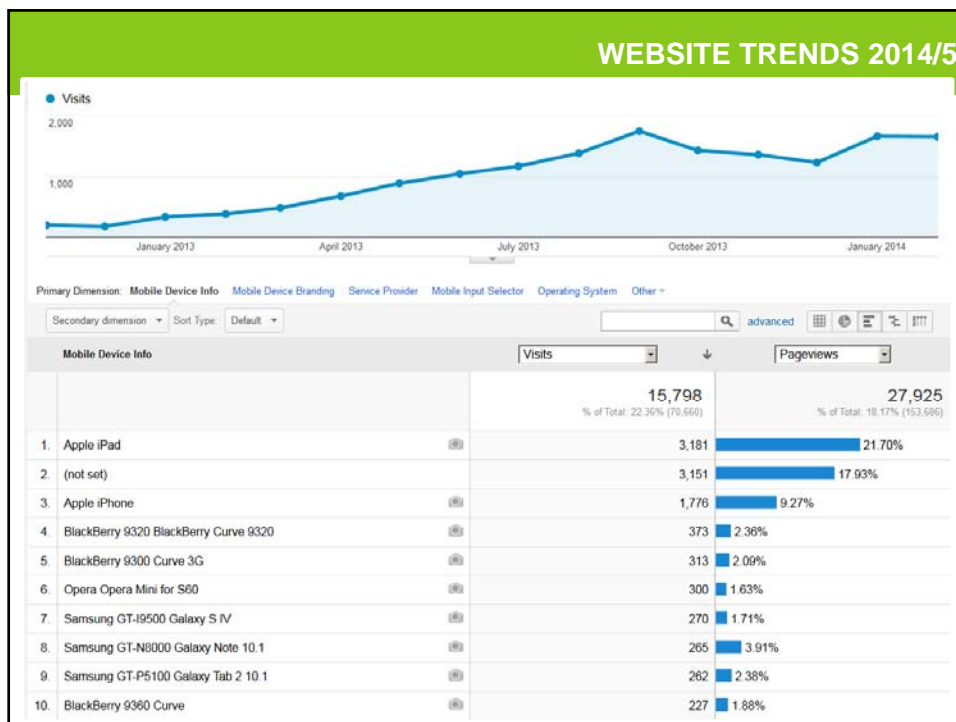 WEBSITE TRENDS 2014/5
Visits
2,000
1,000
January 2013 April 2013 July 2013 October 2013 January 2014
Primary Dimension: Mobile Device Info Mobile Device Branding Service Provider Mobile Input Selector Operating System Other
Secondary dimension Sort Type: Default advanced
Mobile Device Info Visits Pageviews
15,798 27,925
% of Total: 22.36% (70,660) % of Total: 18.17% (153,686)
1. Apple iPad 3,181 21.70%
2. (not set) 3,151 17.93%
3. Apple iPhone 1,776 9.27%
4. BlackBerry 9320 BlackBerry Curve 9320 373 2.36%
5. BlackBerry 9300 Curve 3G 313 2.09%
6. Opera Opera Mini for S60 300 1.63%
7. Samsung GT-I9500 Galaxy S IV 270 1.71%
8. Samsung GT-N8000 Galaxy Note 10.1 265 3.91%
9. Samsung GT-P5100 Galaxy Tab 2 10.1 262 2.38%
10. BlackBerry 9360 Curve 227 1.88%